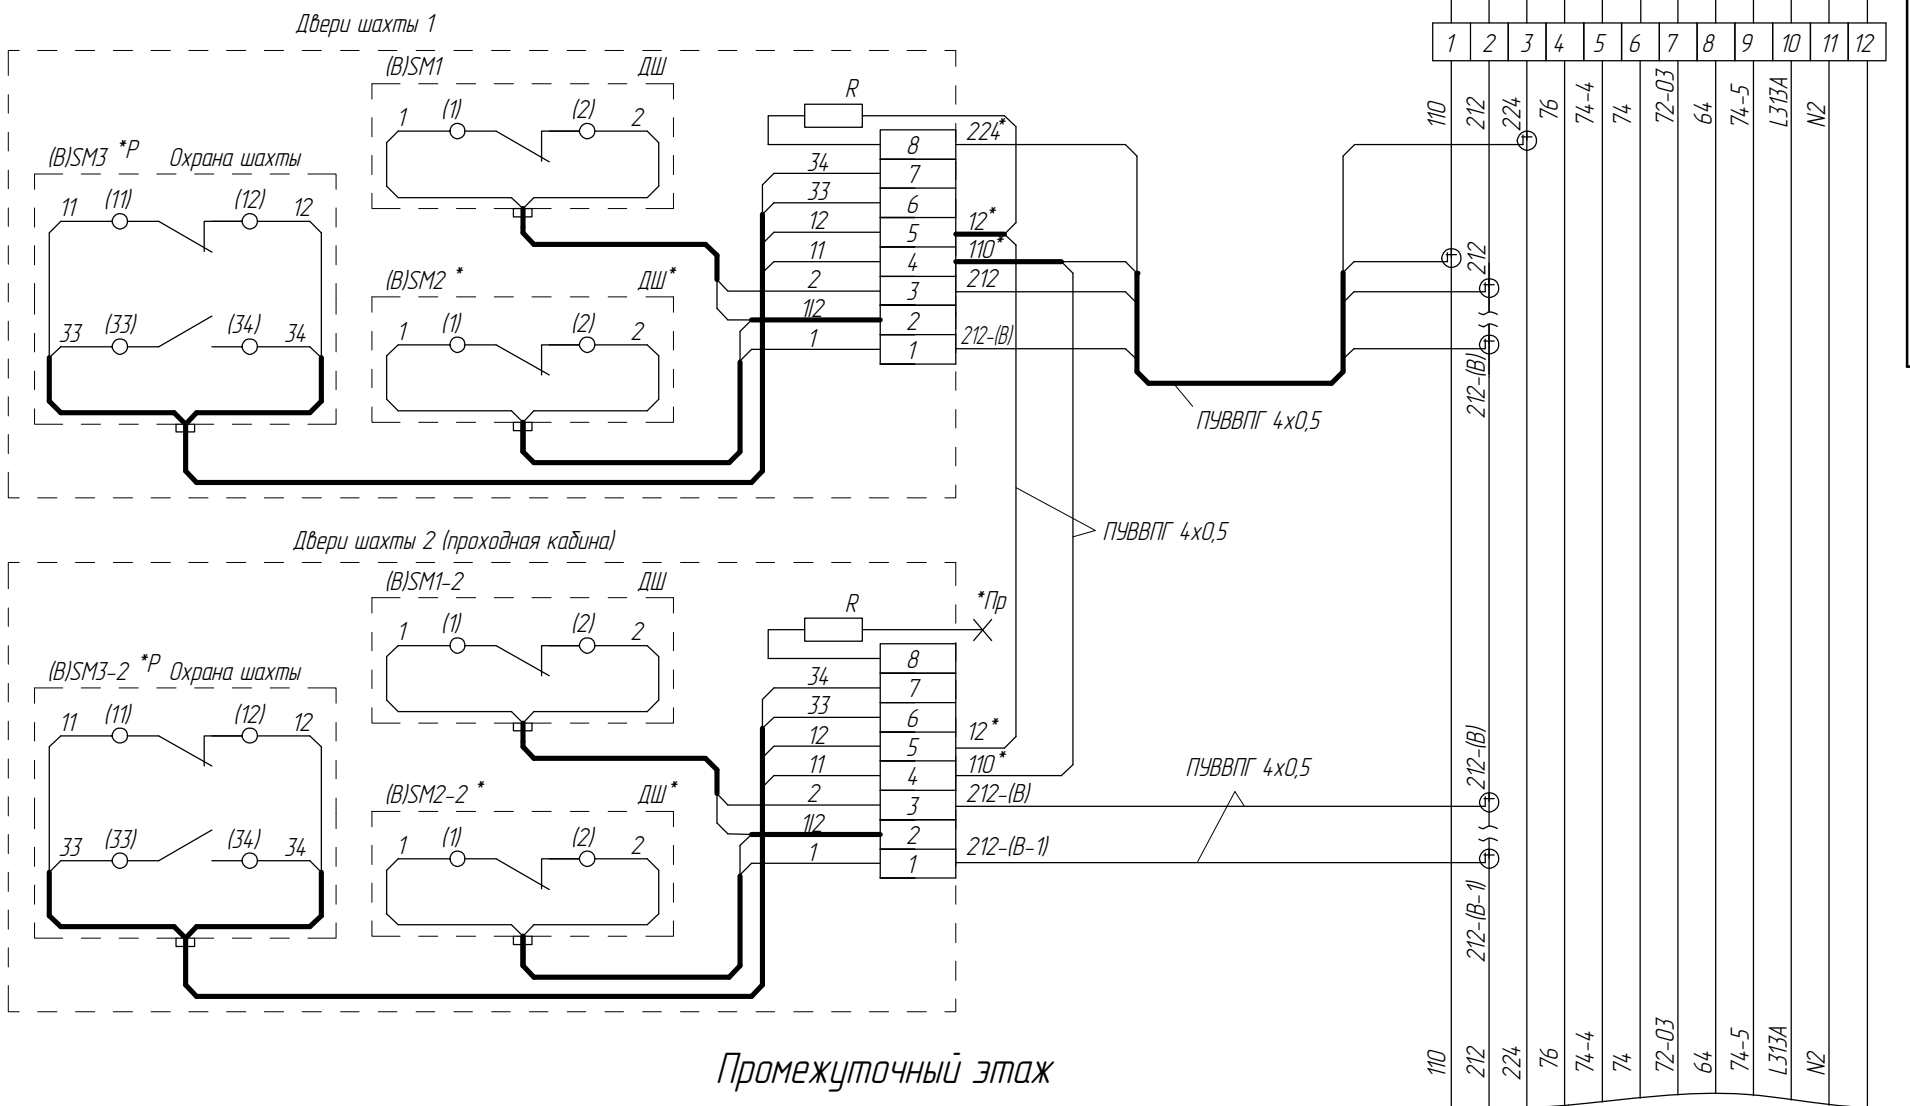 Двери шахты 1
(В)SM1 ДШ
1 (1) (2) 2
(В)SM3 *Р Охрана шахты
11 (11) (12) 12
33 (33) (34) 34
(В)SM2 * ДШ*
1 (1) (2) 2
R
8 224*
34 7
33 6
12 5 12*
11 4 110*
2 3 212
1/2 2
1 1 212-(В)
ПУВВПГ 4х0,5
ПУВВПГ 4х0,5
1 2 3 4 5 6 7 8 9 10 11 12
110 212 224 76 74-4 74 72-03 64 74-5 L313A N2
212
212-(В)
Двери шахты 2 (проходная кабина)
(В)SM1-2 ДШ
1 (1) (2) 2
(В)SM3-2 *Р Охрана шахты
11 (11) (12) 12
33 (33) (34) 34
(В)SM2-2 * ДШ*
1 (1) (2) 2
R *Пр
8
34 7
33 6
12 5 12*
11 4 110*
2 3 212-(В)
1/2 2
1 1 212-(В-1)
ПУВВПГ 4х0,5
212-(В)
212-(В-1)
110 212 224 76 74-4 74 72-03 64 74-5 L313A N2
Промежуточный этаж